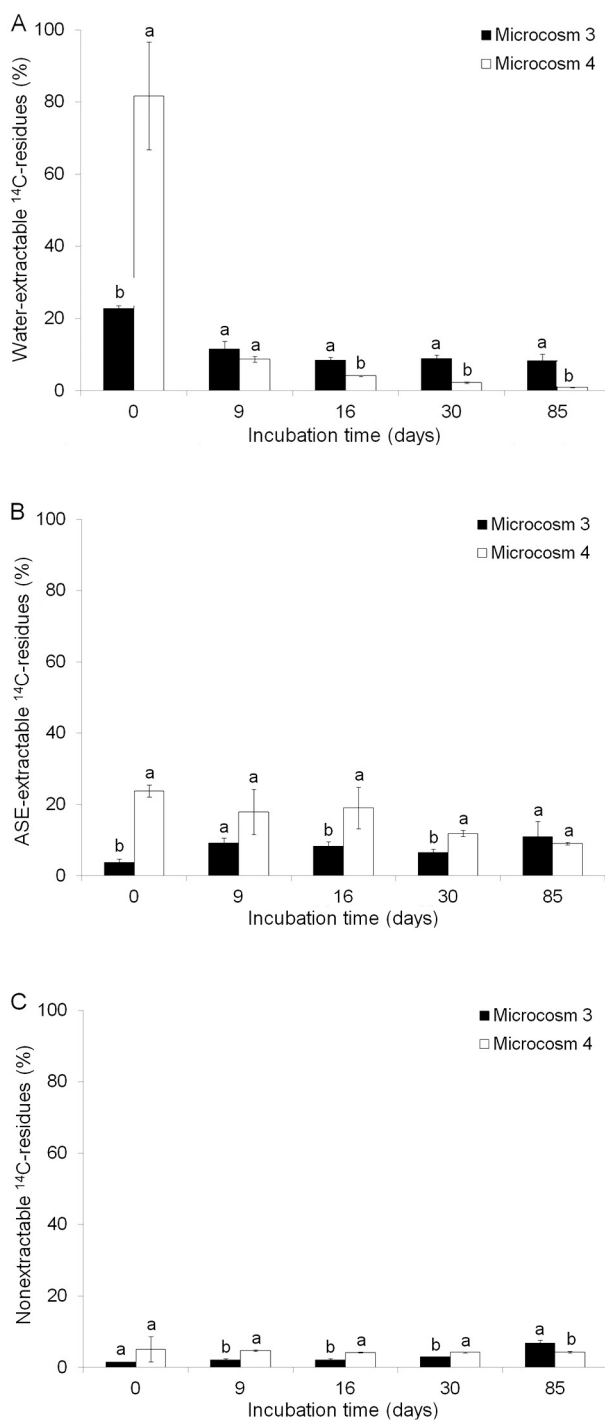 A
Water-extractable ¹⁴C-residues (%)
100
80
60
40
20
0
Microcosm 3
Microcosm 4
a
b
a
a
a
b
a
b
a
b
0 9 16 30 85
Incubation time (days)
B
ASE-extractable ¹⁴C-residues (%)
100
80
60
40
20
0
Microcosm 3
Microcosm 4
b
a
a
a
b
a
b
a
a
a
0 9 16 30 85
Incubation time (days)
C
Nonextractable ¹⁴C-residues (%)
100
80
60
40
20
0
Microcosm 3
Microcosm 4
a
a
b
a
b
a
b
a
a
b
0 9 16 30 85
Incubation time (days)